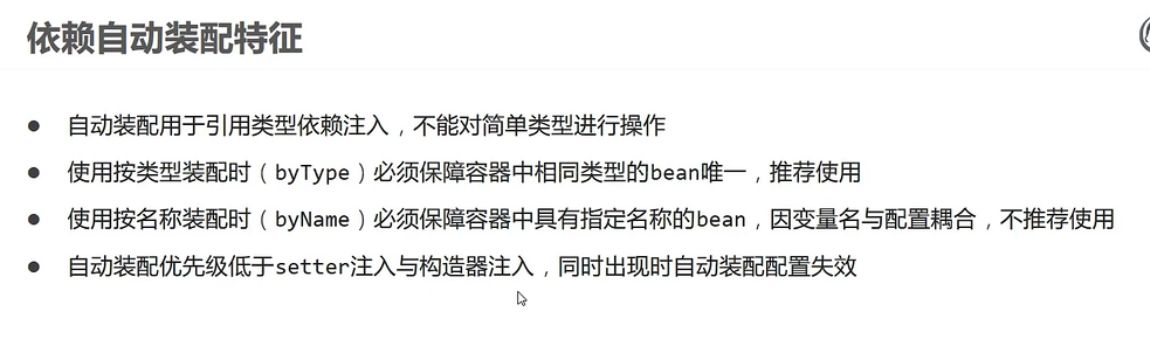 依赖自动装配特征
● 自动装配用于引用类型依赖注入，不能对简单类型进行操作
● 使用按类型装配时（byType）必须保障容器中相同类型的bean唯一，推荐使用
● 使用按名称装配时（byName）必须保障容器中具有指定名称的bean，因变量名与配置耦合，不推荐使用
● 自动装配优先级低于setter注入与构造器注入，同时出现时自动装配配置失效